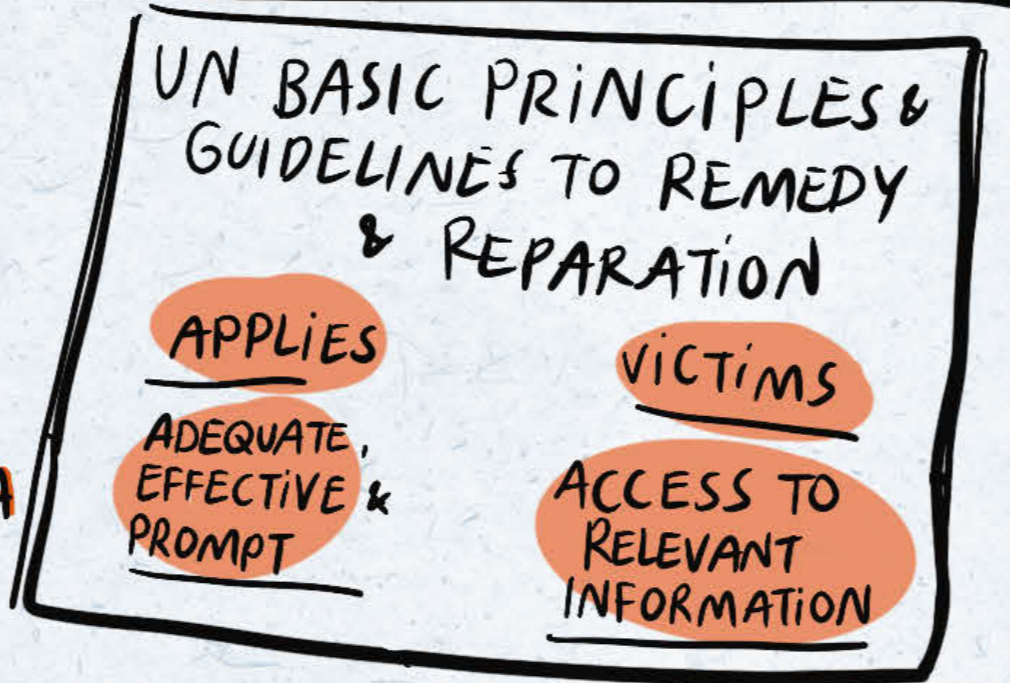 UN BASIC PRINCIPLES &
GUIDELINES TO REMEDY
& REPARATION
APPLIES
ADEQUATE,
EFFECTIVE &
PROMPT
VICTIMS
ACCESS TO
RELEVANT
INFORMATION